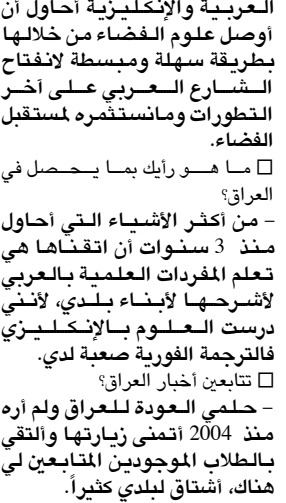 العربية والإنكليزية أحاول أن
أوصل علوم الفضاء من خلالها
بطريقة سهلة ومبسطة لانفتاح
الشارع العربي على آخر
التطورات ومانستثمره لمستقبل
الفضاء.
□ ما هو رأيك بما يحصل في
العراق؟
– من أكثر الأشياء التي أحاول
منذ 3 سنوات أن اتقناها هي
تعلم المفردات العلمية بالعربي
لأشرحها لأبناء بلدي، لأنني
درست العلوم بالإنكليزي
فالترجمة الفورية صعبة لدي.
□ تتابعين أخبار العراق؟
– حلمي العودة للعراق ولم أره
منذ 2004 أتمنى زيارتها وألتقي
بالطلاب الموجودين المتابعين لي
هناك، أشتاق لبلدي كثيراً.